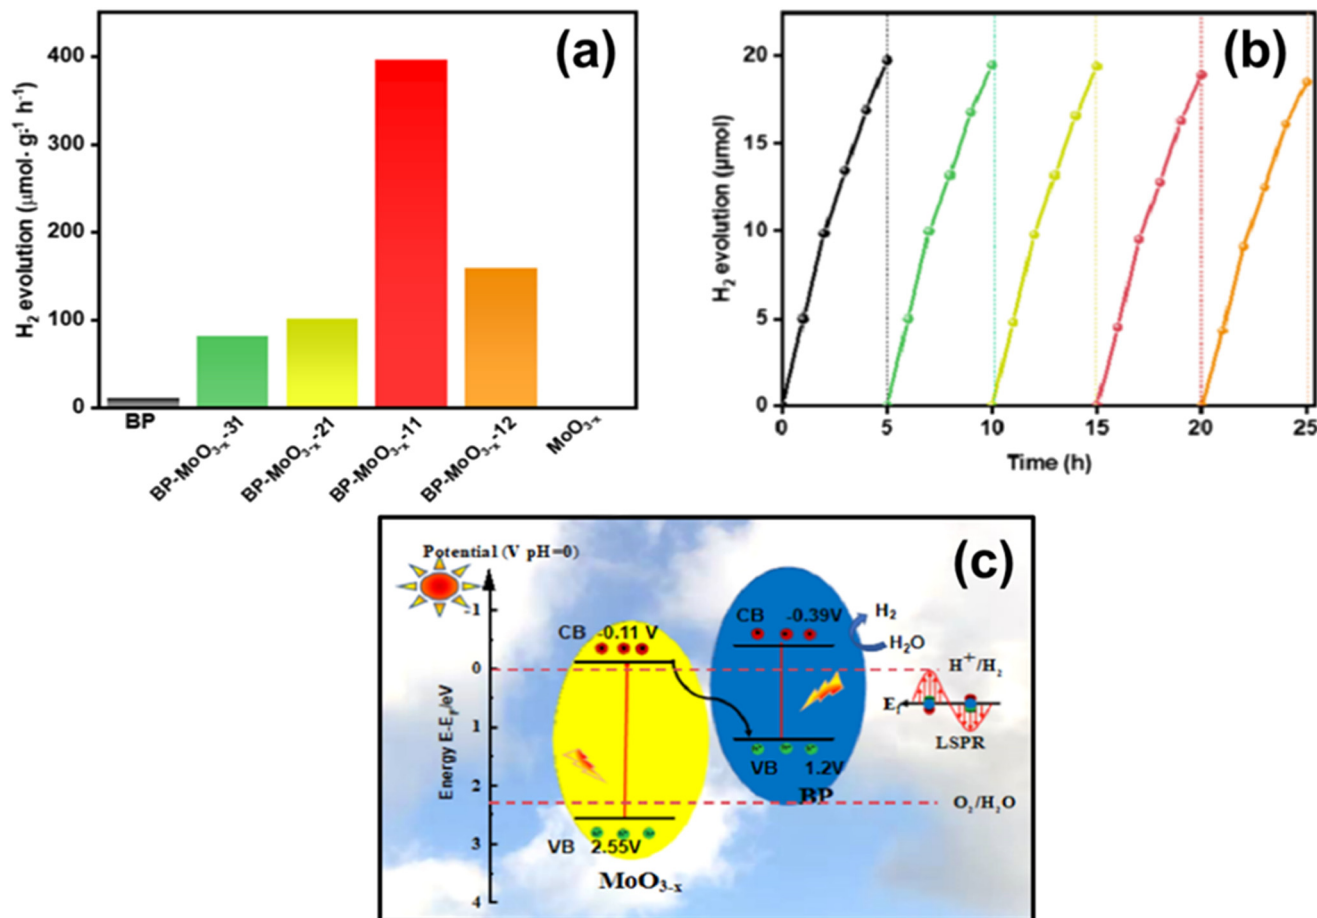 (a)
H₂ evolution (μmol· g⁻¹ h⁻¹)
400
300
200
100
0
BP
BP-MoO₃₋ₓ-31
BP-MoO₃₋ₓ-21
BP-MoO₃₋ₓ-11
BP-MoO₃₋ₓ-12
MoO₃₋ₓ
(b)
H₂ evolution (μmol)
20
15
10
5
0
0 5 10 15 20 25
Time (h)
(c)
Potential (V pH=0)
Energy E-E_f/eV
-1
0
1
2
3
4
CB -0.11 V
VB 2.55V
MoO₃₋ₓ
CB -0.39V
VB 1.2V
BP
H₂
H₂O
H⁺/H₂
E_f
LSPR
O₂/H₂O